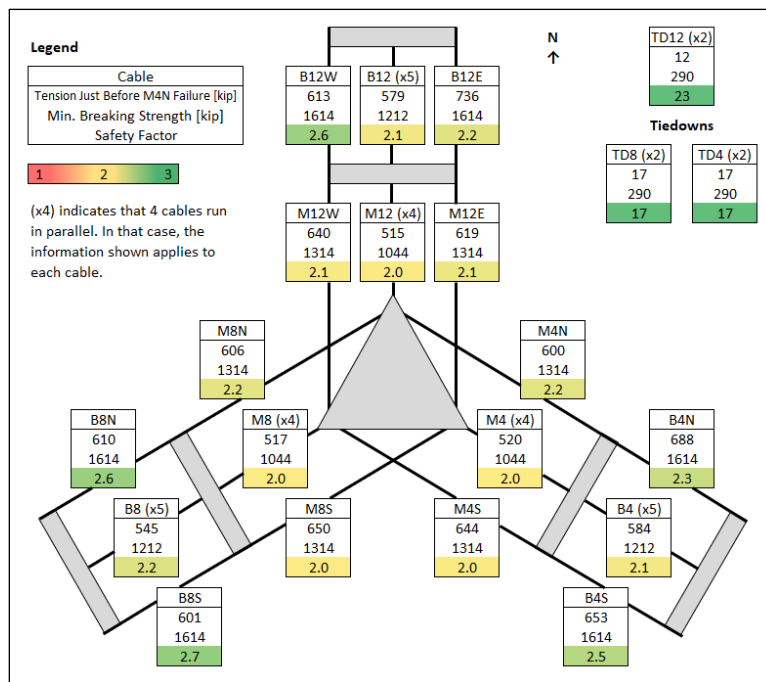 Legend
Cable
Tension Just Before M4N Failure [kip]
Min. Breaking Strength [kip]
Safety Factor
1 2 3
(x4) indicates that 4 cables run
in parallel. In that case, the
information shown applies to
each cable.
B12W
613
1614
2.6
B12 (x5)
579
1212
2.1
B12E
736
1614
2.2
N
↑
TD12 (x2)
12
290
23
Tiedowns
TD8 (x2)
17
290
17
TD4 (x2)
17
290
17
M12W
640
1314
2.1
M12 (x4)
515
1044
2.0
M12E
619
1314
2.1
M8N
606
1314
2.2
M4N
600
1314
2.2
B8N
610
1614
2.6
M8 (x4)
517
1044
2.0
M4 (x4)
520
1044
2.0
B4N
688
1614
2.3
B8 (x5)
545
1212
2.2
M8S
650
1314
2.0
M4S
644
1314
2.0
B4 (x5)
584
1212
2.1
B8S
601
1614
2.7
B4S
653
1614
2.5